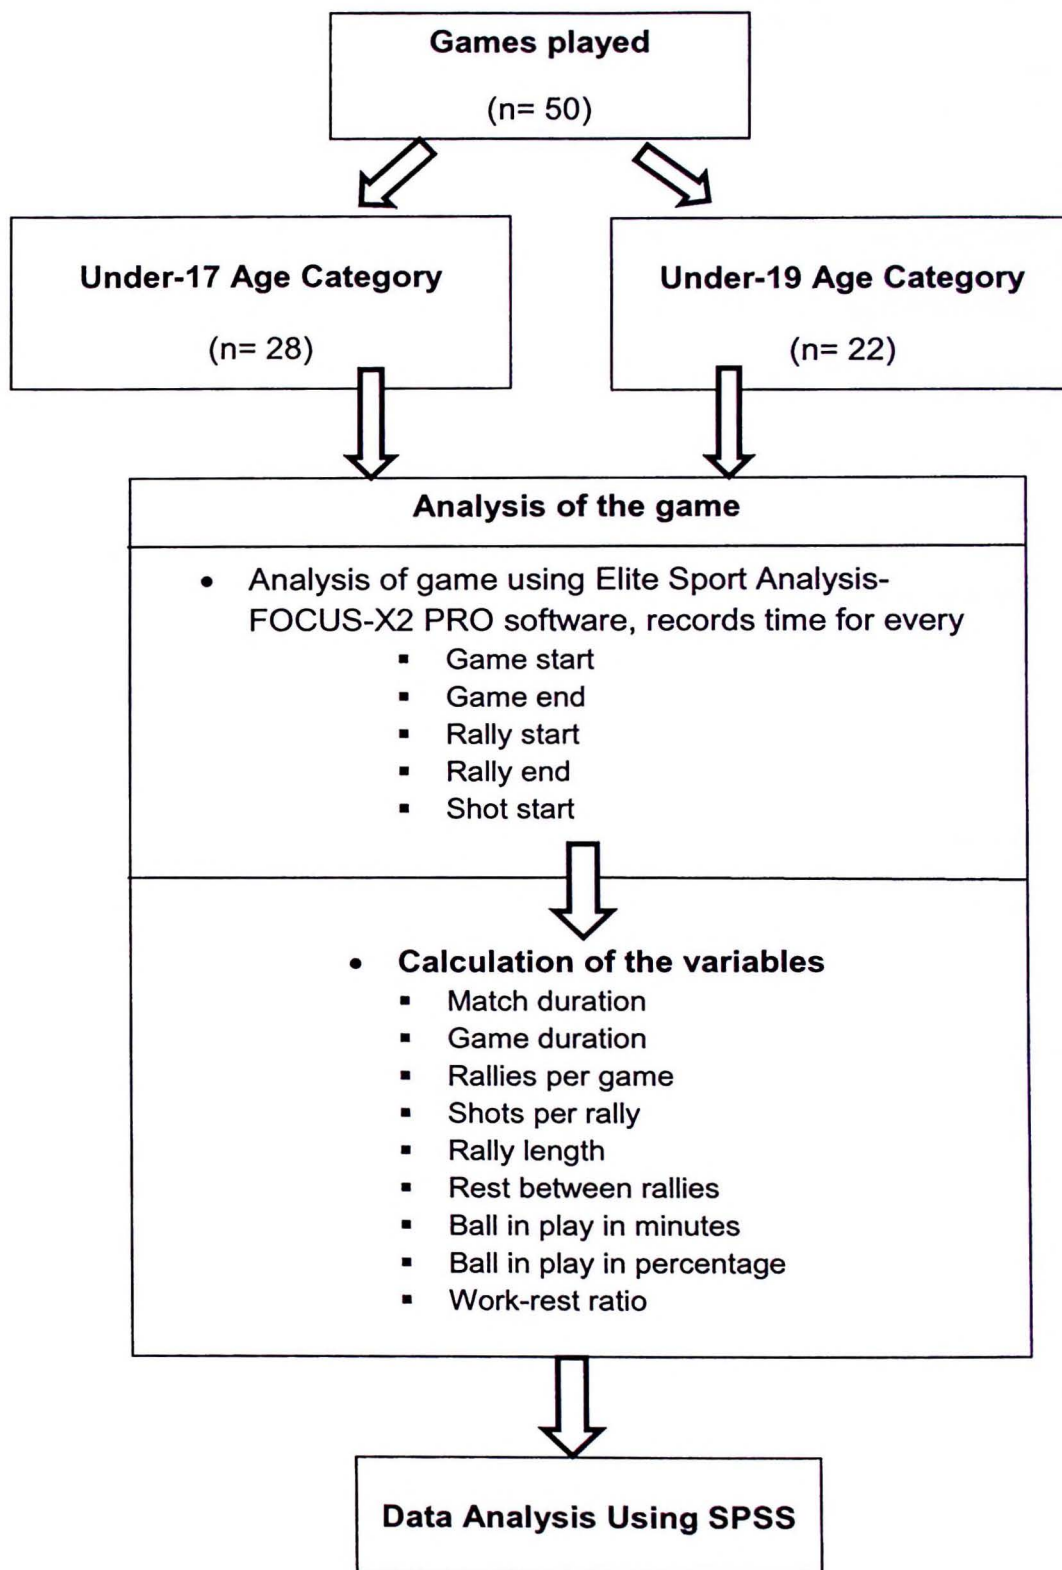 Games played
(n= 50)
Under-17 Age Category
(n= 28)
Under-19 Age Category
(n= 22)
Analysis of the game
• Analysis of game using Elite Sport Analysis-
FOCUS-X2 PRO software, records time for every
▪ Game start
▪ Game end
▪ Rally start
▪ Rally end
▪ Shot start
• Calculation of the variables
▪ Match duration
▪ Game duration
▪ Rallies per game
▪ Shots per rally
▪ Rally length
▪ Rest between rallies
▪ Ball in play in minutes
▪ Ball in play in percentage
▪ Work-rest ratio
Data Analysis Using SPSS